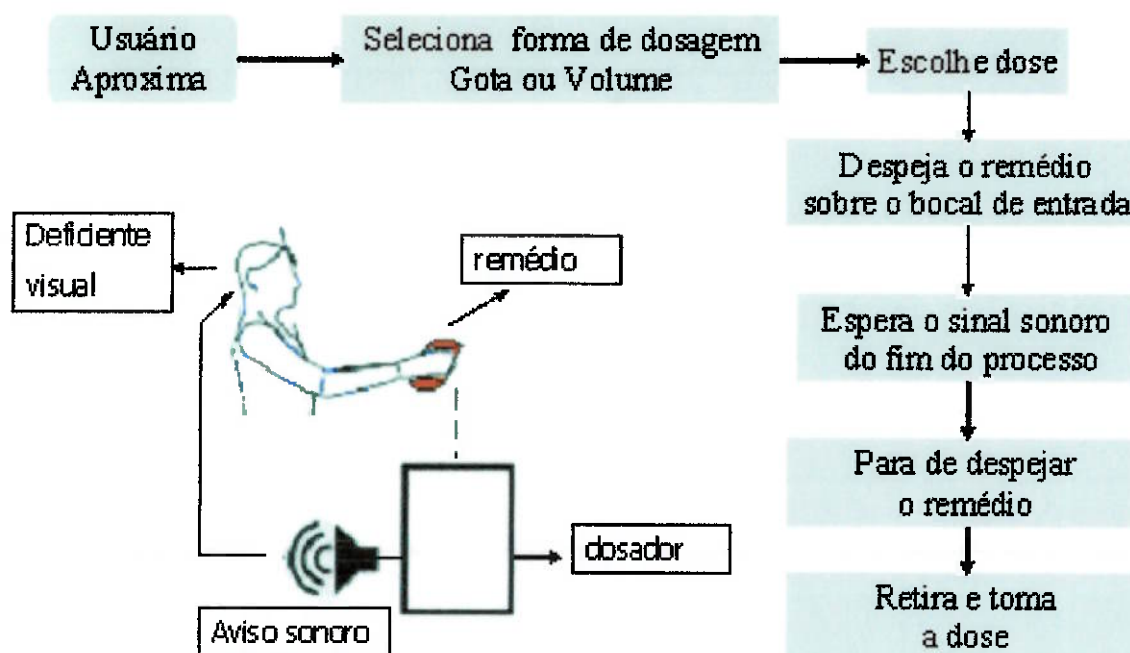 Usuário
Aproxima
Seleciona forma de dosagem
Gota ou Volume
Escolhe dose
Despeja o remédio
sobre o bocal de entrada
Espera o sinal sonoro
do fim do processo
Para de despejar
o remédio
Retira e toma
a dose
Deficiente
visual
remédio
dosador
Aviso sonoro